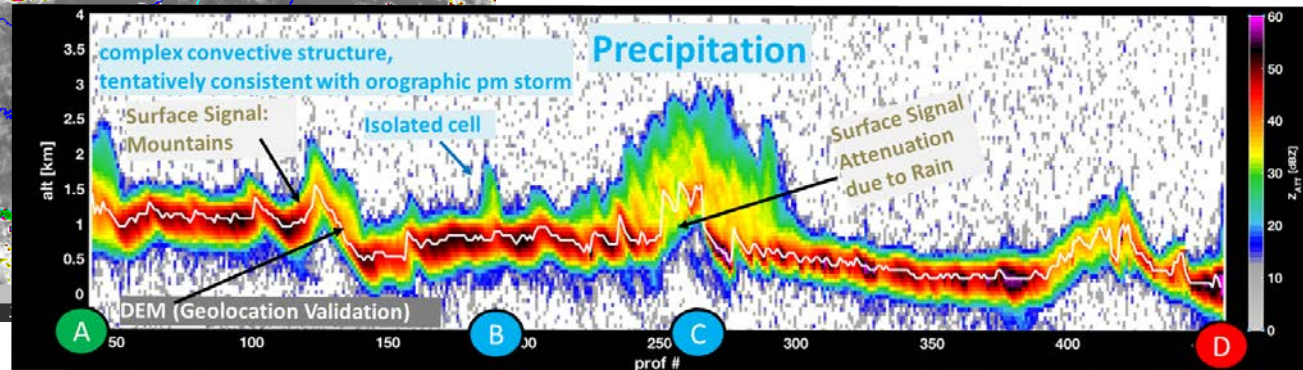 4
3.5
3
2.5
2
1.5
1
0.5
0
alt [km]
complex convective structure,
tentatively consistent with orographic pm storm
Precipitation
Surface Signal:
Mountains
Isolated cell
Surface Signal
Attenuation
due to Rain
DEM (Geolocation Validation)
A
B
C
D
50
100
150
250
300
350
400
prof #
60
50
40
30
20
10
0
Z_ATT [dBZ]